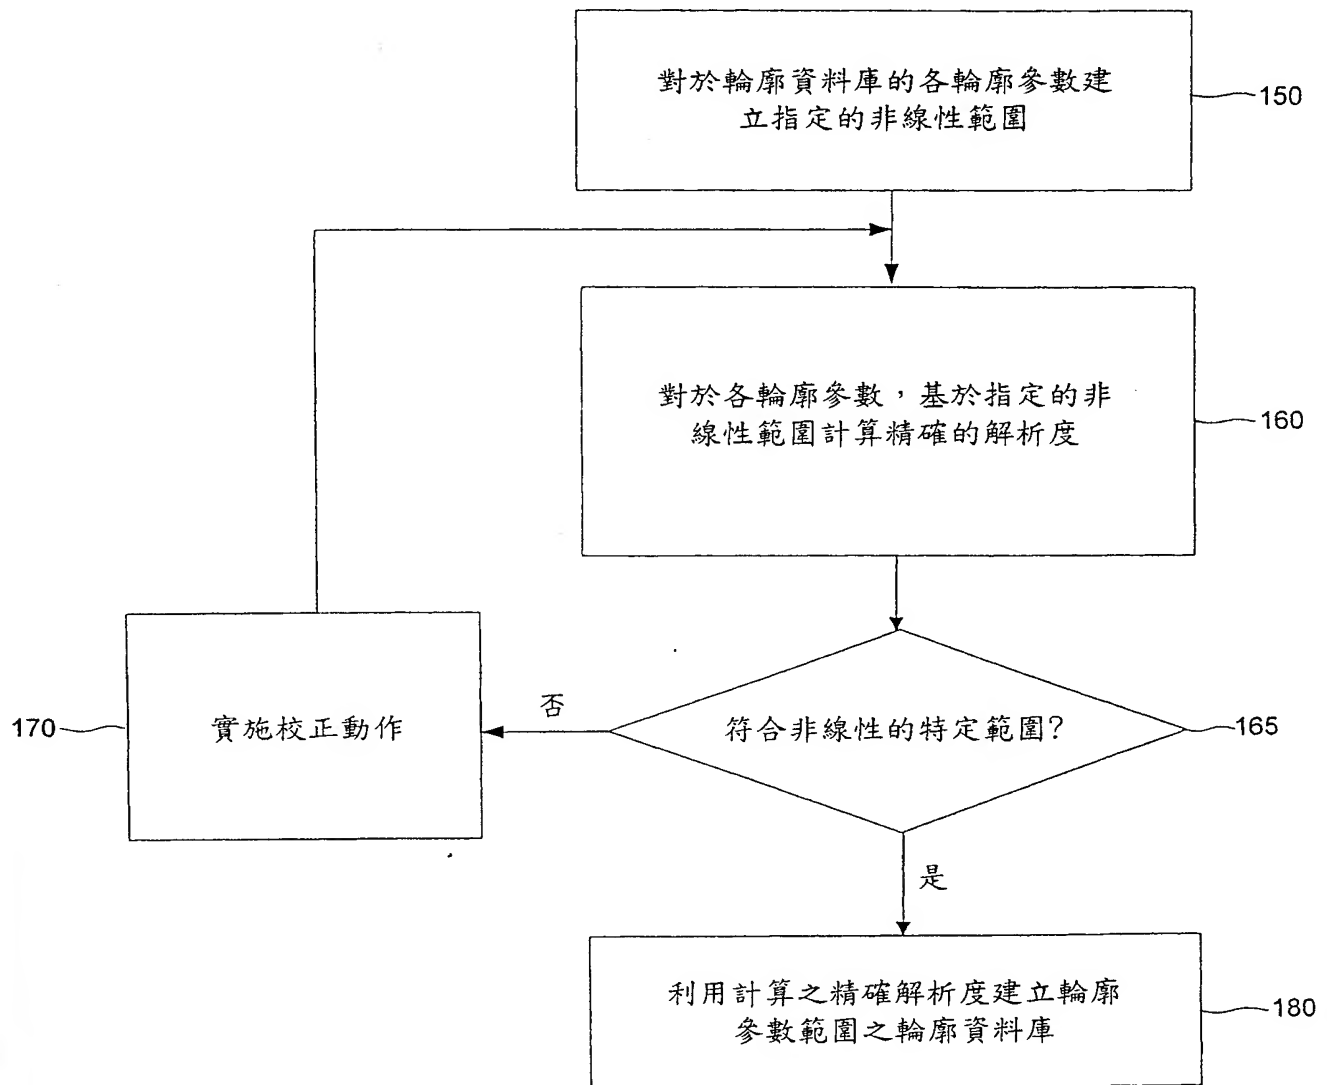 對於輪廓資料庫的各輪廓參數建
立指定的非線性範圍
150
對於各輪廓參數，基於指定的非
線性範圍計算精確的解析度
160
否
170
實施校正動作
符合非線性的特定範圍?
165
是
利用計算之精確解析度建立輪廓
參數範圍之輪廓資料庫
180